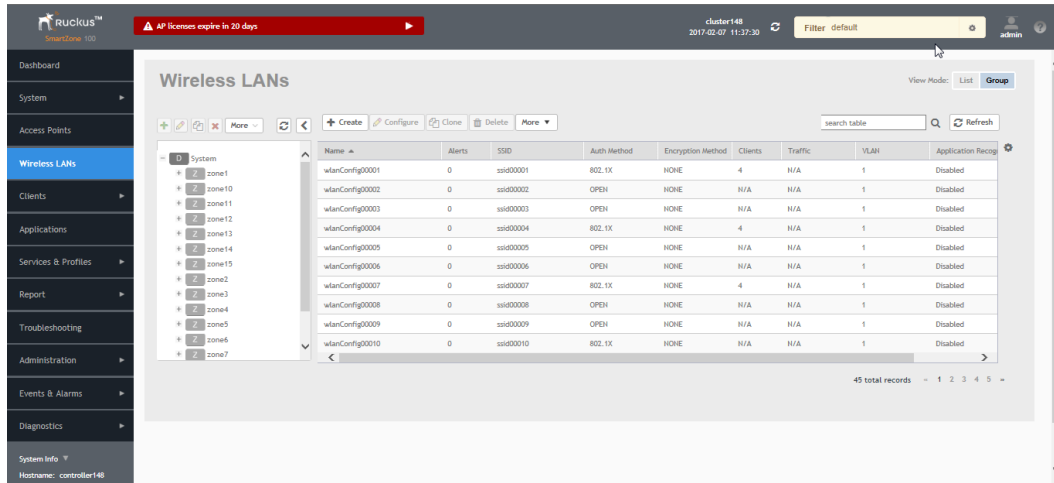 Ruckus™
SmartZone 100
AP licenses expire in 20 days
cluster148
2017-02-07 11:37:30
Filter default
admin
Dashboard
System
Access Points
Wireless LANs
Clients
Applications
Services & Profiles
Report
Troubleshooting
Administration
Events & Alarms
Diagnostics
System Info
Hostname: controller148
Wireless LANs
View Mode: List Group
More
Create Configure Clone Delete More
search table Refresh
D System
Z zone1
Z zone10
Z zone11
Z zone12
Z zone13
Z zone14
Z zone15
Z zone2
Z zone3
Z zone4
Z zone5
Z zone6
Z zone7
Name Alerts SSID Auth Method Encryption Method Clients Traffic VLAN Application Recog
wlanConfig00001 0 ssid00001 802.1X NONE 4 N/A 1 Disabled
wlanConfig00002 0 ssid00002 OPEN NONE N/A N/A 1 Disabled
wlanConfig00003 0 ssid00003 OPEN NONE N/A N/A 1 Disabled
wlanConfig00004 0 ssid00004 802.1X NONE 4 N/A 1 Disabled
wlanConfig00005 0 ssid00005 OPEN NONE N/A N/A 1 Disabled
wlanConfig00006 0 ssid00006 OPEN NONE N/A N/A 1 Disabled
wlanConfig00007 0 ssid00007 802.1X NONE 4 N/A 1 Disabled
wlanConfig00008 0 ssid00008 OPEN NONE N/A N/A 1 Disabled
wlanConfig00009 0 ssid00009 OPEN NONE N/A N/A 1 Disabled
wlanConfig00010 0 ssid00010 802.1X NONE N/A N/A 1 Disabled
45 total records « 1 2 3 4 5 »